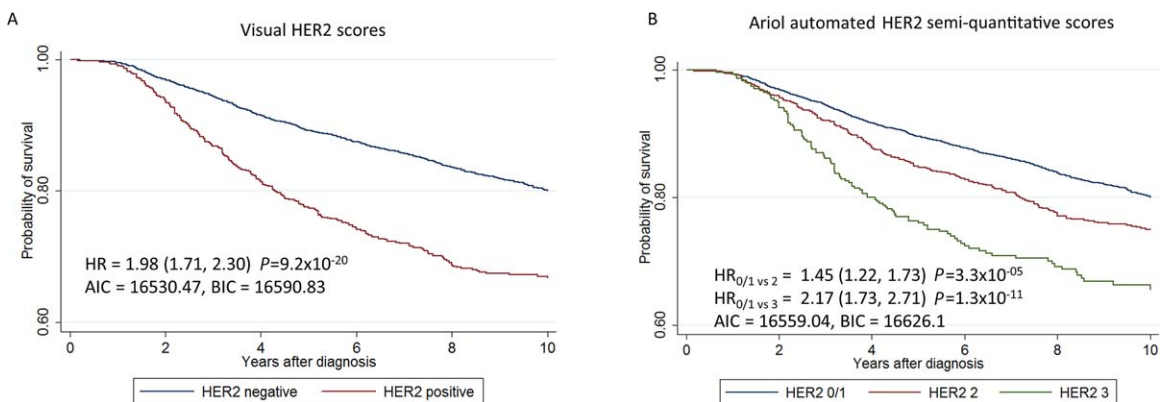 A
Visual HER2 scores
Probability of survival
1.00
0.80
0.60
HR = 1.98 (1.71, 2.30) P=9.2x10-20
AIC = 16530.47, BIC = 16590.83
0 2 4 6 8 10
Years after diagnosis
HER2 negative HER2 positive
B
Ariol automated HER2 semi-quantitative scores
Probability of survival
1.00
0.80
0.60
HR0/1 vs 2 = 1.45 (1.22, 1.73) P=3.3x10-05
HR0/1 vs 3 = 2.17 (1.73, 2.71) P=1.3x10-11
AIC = 16559.04, BIC = 16626.1
0 2 4 6 8 10
Years after diagnosis
HER2 0/1 HER2 2 HER2 3